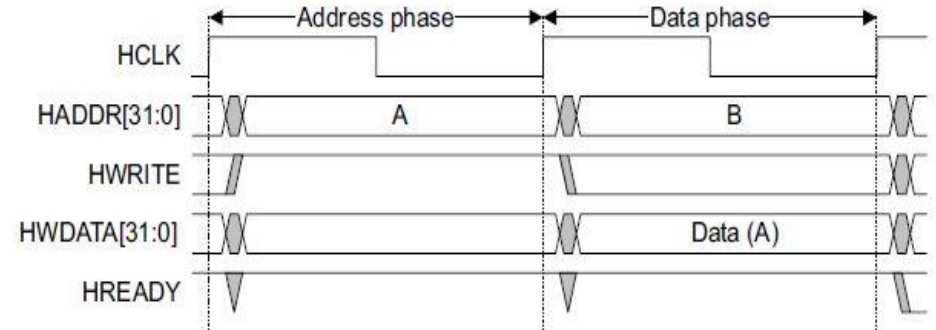 Address phase Data phase
HCLK
HADDR[31:0] A B
HWRITE
HWDATA[31:0] Data (A)
HREADY